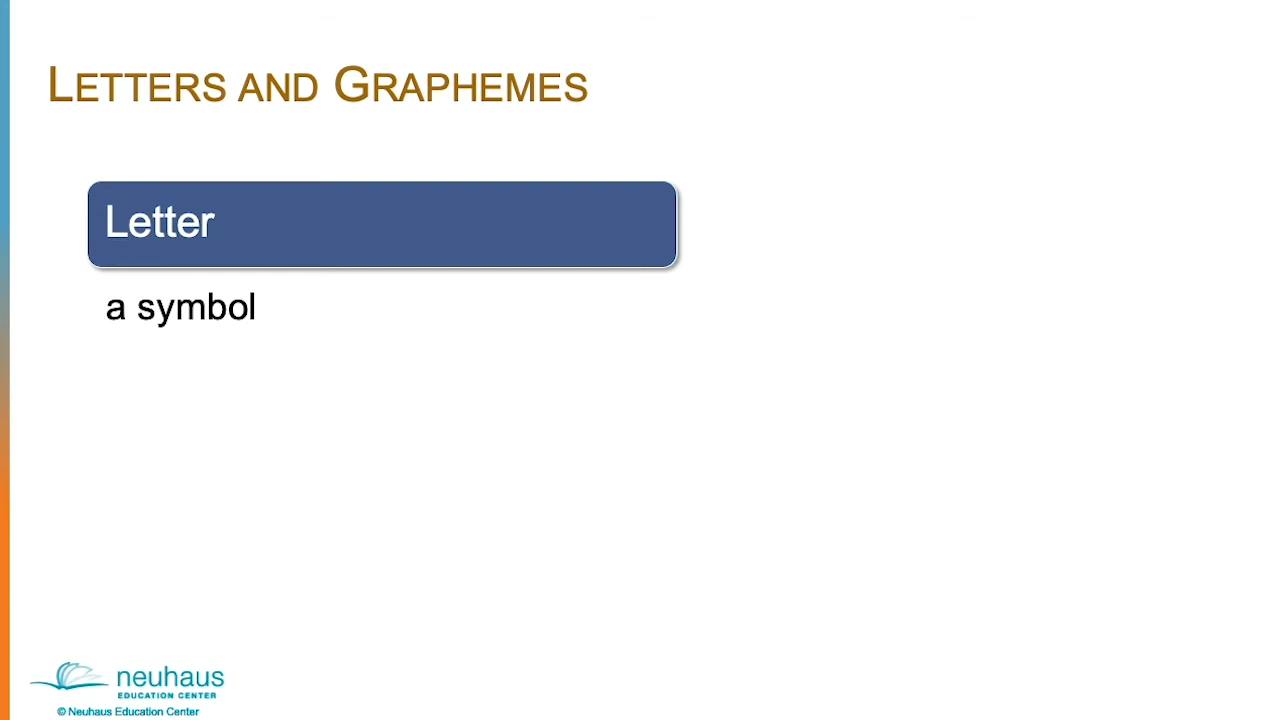 LETTERS AND GRAPHEMES
Letter
a symbol
neuhaus
EDUCATION CENTER
© Neuhaus Education Center